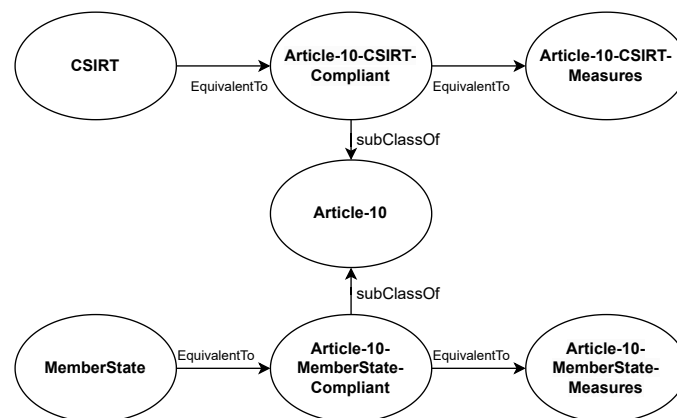 CSIRT
EquivalentTo
Article-10-CSIRT-
Compliant
EquivalentTo
Article-10-CSIRT-
Measures
subClassOf
Article-10
subClassOf
MemberState
EquivalentTo
Article-10-
MemberState-
Compliant
EquivalentTo
Article-10-
MemberState-
Measures